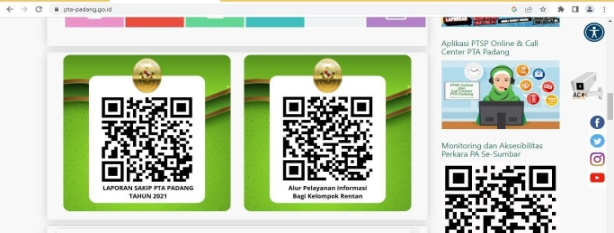 pta-padang.go.id
Aplikasi PTSP Online & Call
Center PTA Padang
LAPORAN SAKIP PTA PADANG
TAHUN 2021
Alur Pelayanan Informasi
Bagi Kelompok Rentan
Monitoring dan Aksesibilitas
Perkara PA Se-Sumbar